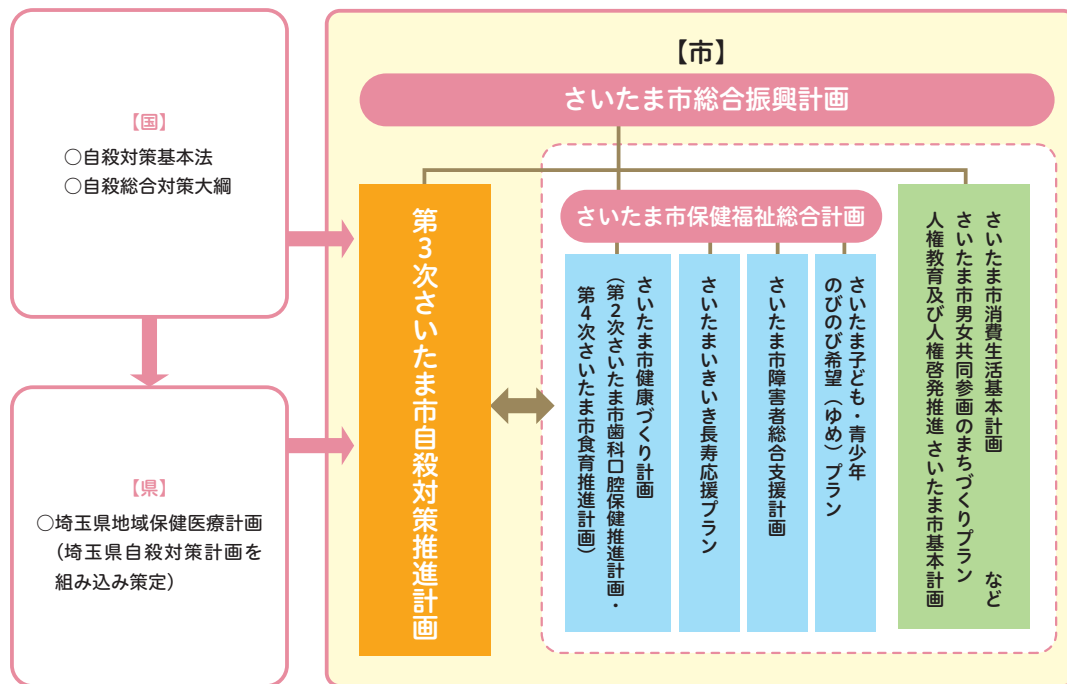 【国】
○自殺対策基本法
○自殺総合対策大綱
【県】
○埼玉県地域保健医療計画
(埼玉県自殺対策計画を
組み込み策定)
【市】
さいたま市総合振興計画
第3次さいたま市自殺対策推進計画
さいたま市保健福祉総合計画
さいたま市健康づくり計画
(第2次さいたま市歯科口腔保健推進計画・
第4次さいたま市食育推進計画)
さいたまいきいき長寿応援プラン
さいたま市障害者総合支援計画
さいたま子ども・青少年
のびのび希望(ゆめ)プラン
さいたま市消費生活基本計画
さいたま市男女共同参画のまちづくりプラン
人権教育及び人権啓発推進 さいたま市基本計画
など